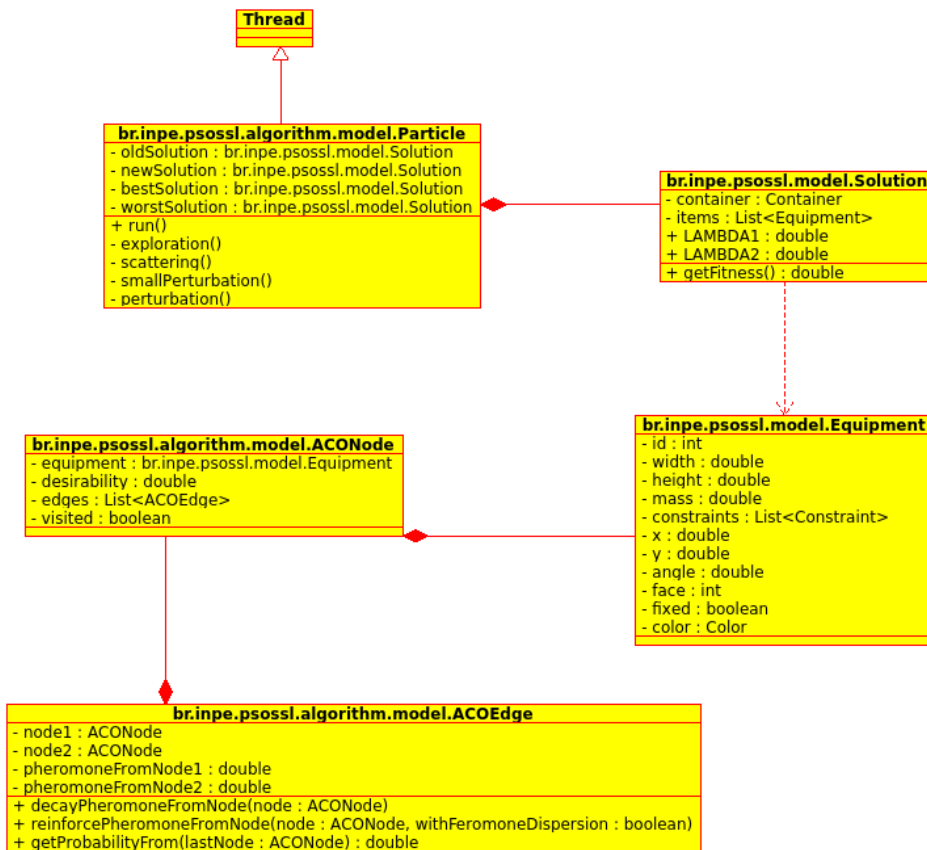 Thread
br.inpe.psossl.algorithm.model.Particle
- oldSolution : br.inpe.psossl.model.Solution
- newSolution : br.inpe.psossl.model.Solution
- bestSolution : br.inpe.psossl.model.Solution
- worstSolution : br.inpe.psossl.model.Solution
+ run()
- exploration()
- scattering()
- smallPerturbation()
- perturbation()
br.inpe.psossl.model.Solution
- container : Container
- items : List<Equipment>
+ LAMBDA1 : double
+ LAMBDA2 : double
+ getFitness() : double
br.inpe.psossl.algorithm.model.ACONode
- equipment : br.inpe.psossl.model.Equipment
- desirability : double
- edges : List<ACOEdge>
- visited : boolean
br.inpe.psossl.model.Equipment
- id : int
- width : double
- height : double
- mass : double
- constraints : List<Constraint>
- x : double
- y : double
- angle : double
- face : int
- fixed : boolean
- color : Color
br.inpe.psossl.algorithm.model.ACOEdge
- node1 : ACONode
- node2 : ACONode
- pheromoneFromNode1 : double
- pheromoneFromNode2 : double
+ decayPheromoneFromNode(node : ACONode)
+ reinforcePheromoneFromNode(node : ACONode, withFeromoneDispersion : boolean)
+ getProbabilityFrom(lastNode : ACONode) : double